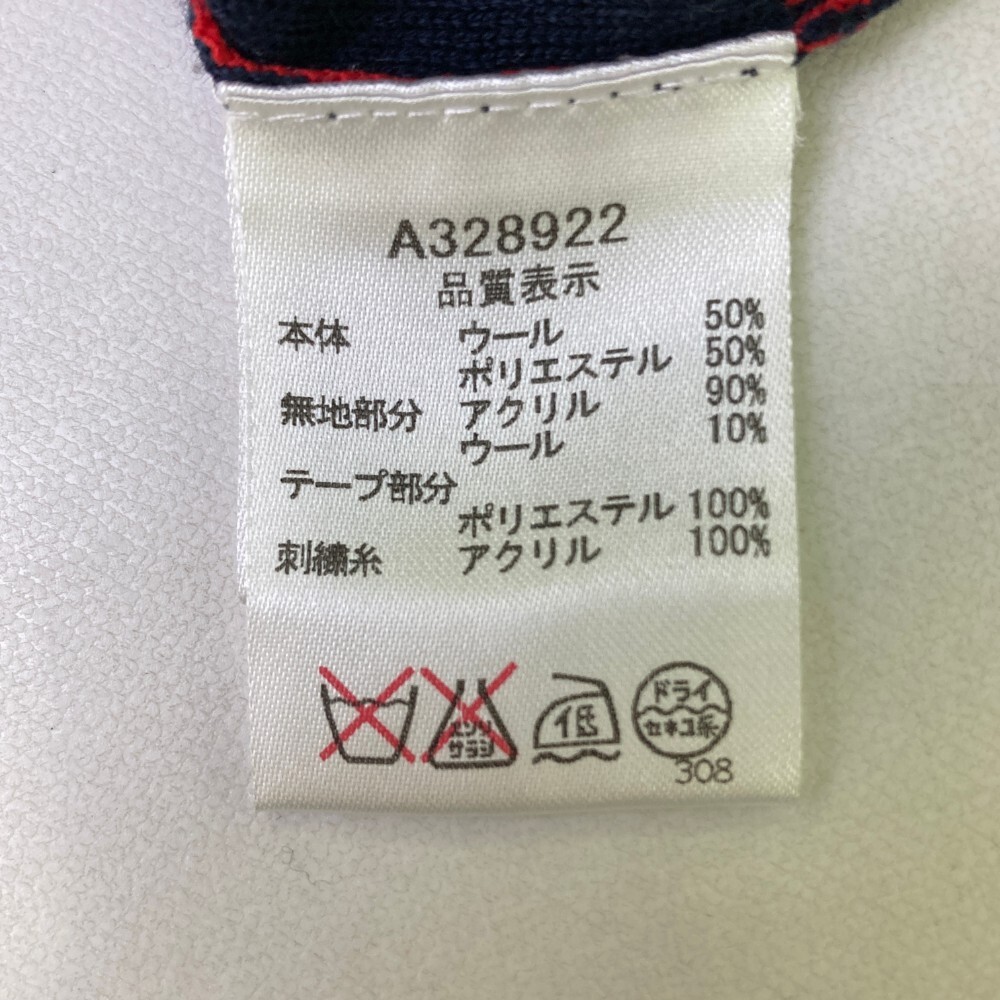 A328922
品質表示
本体 ウール 50%
ポリエステル 50%
無地部分 アクリル 90%
ウール 10%
テープ部分
ポリエステル 100%
刺繍糸 アクリル 100%
エンソ
サラシ
低
ドライ
セキユ系
308